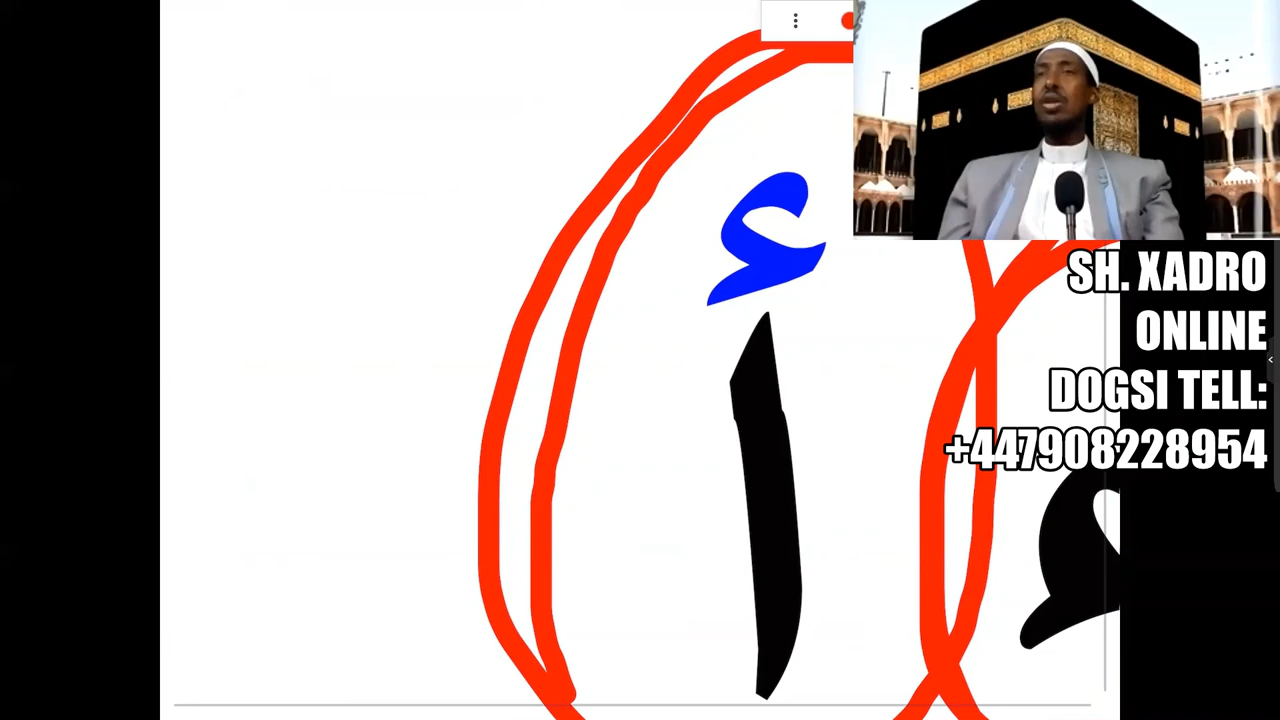 أ
SH. XADRO
ONLINE
DOGSI TELL:
+447908228954